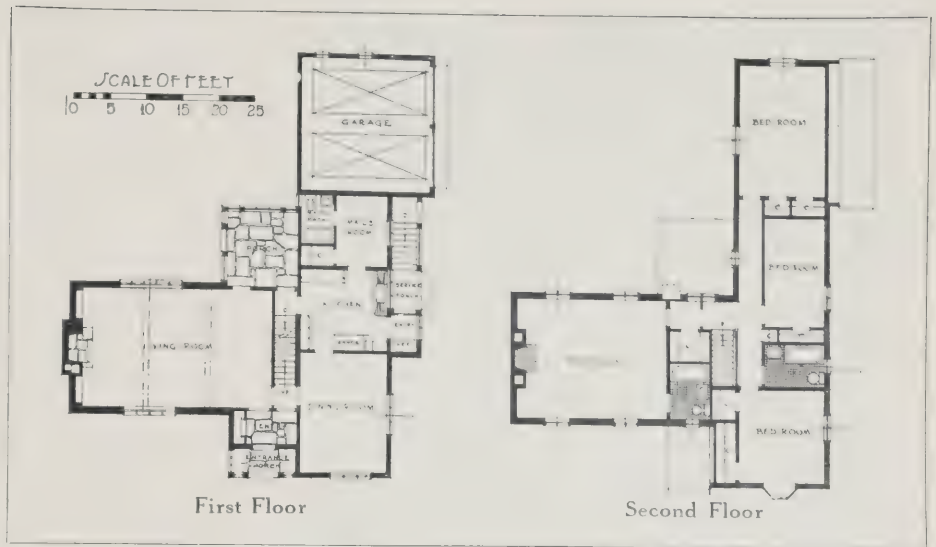 SCALE OF FEET
0 5 10 15 20 25
GARAGE
ROOM
PORCH
KITCHEN
ENTRY
LIVING ROOM
DINING ROOM
ENTRANCE
PORCH
First Floor
BED ROOM
C C
BED ROOM
C
BED ROOM
Second Floor